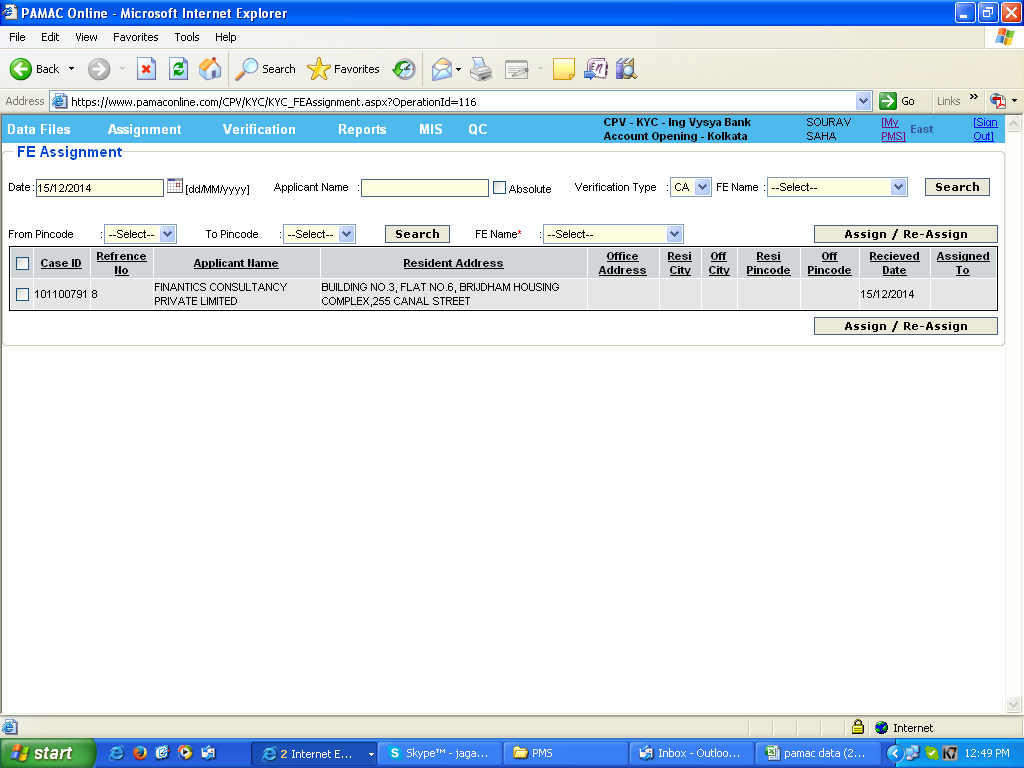 PAMAC Online - Microsoft Internet Explorer
File Edit View Favorites Tools Help
Back Search Favorites
Address https://www.pamaconline.com/CPV/KYC/KYC_FEAssignment.aspx?OperationId=116 Go Links »
Data Files Assignment Verification Reports MIS QC CPV - KYC - Ing Vysya Bank Account Opening - Kolkata SOURAV SAHA [My PMS] East [Sign Out]
FE Assignment
Date: 15/12/2014 [dd/MM/yyyy] Applicant Name : Absolute Verification Type : CA FE Name : --Select-- Search
From Pincode : --Select-- To Pincode : --Select-- Search FE Name* : --Select-- Assign / Re-Assign
Case ID Refrence No Applicant Name Resident Address Office Address Resi City Off City Resi Pincode Off Pincode Recieved Date Assigned To
101100791 8 FINANTICS CONSULTANCY PRIVATE LIMITED BUILDING NO.3, FLAT NO.6, BRIJDHAM HOUSING COMPLEX,255 CANAL STREET 15/12/2014
Assign / Re-Assign
Internet
start 2 Internet E... Skype™ - jaga... PMS Inbox - Outloo... pamac data (2... 12:49 PM